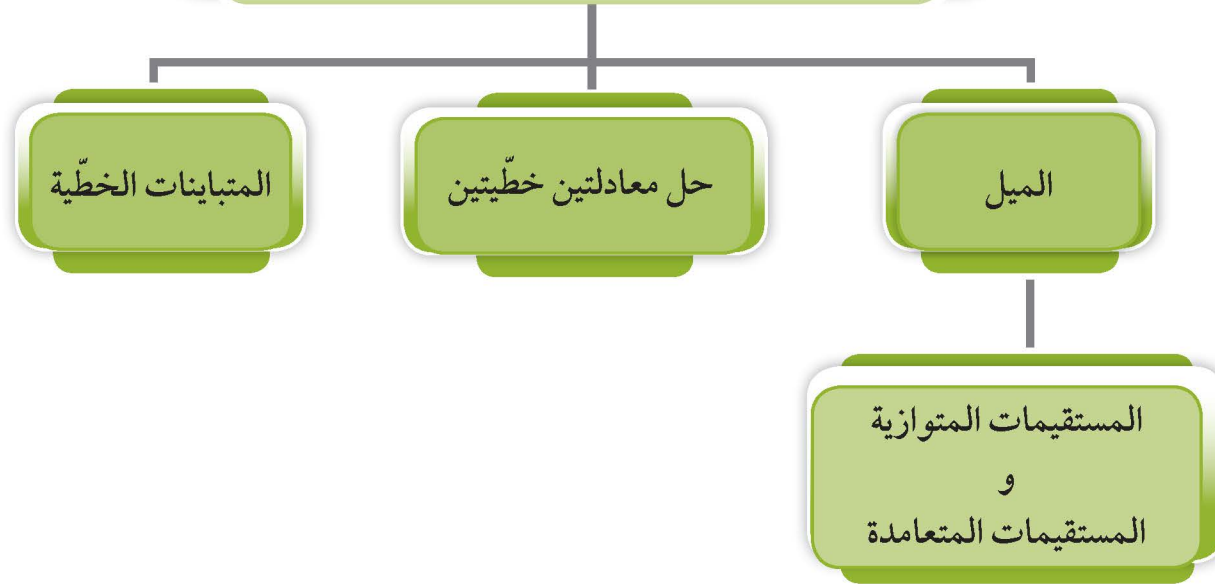 الميل
حل معادلتين خطّيتين
المتباينات الخطّية
المستقيمات المتوازية
و
المستقيمات المتعامدة